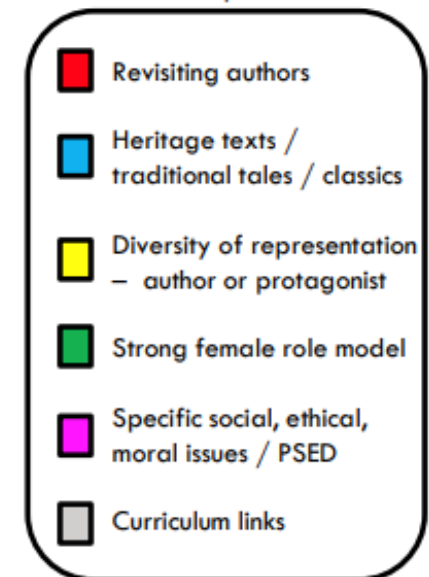 Revisiting authors
Heritage texts /
traditional tales / classics
Diversity of representation
– author or protagonist
Strong female role model
Specific social, ethical,
moral issues / PSED
Curriculum links